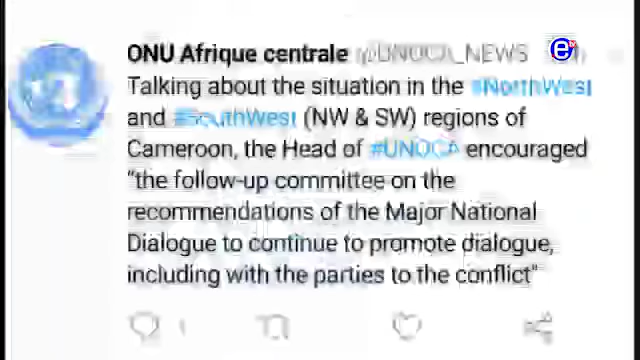 ONU Afrique centrale @UNOCA_NEWS
Talking about the situation in the #NorthWest
and #SouthWest (NW & SW) regions of
Cameroon, the Head of #UNOCA encouraged
“the follow-up committee on the
recommendations of the Major National
Dialogue to continue to promote dialogue,
including with the parties to the conflict"